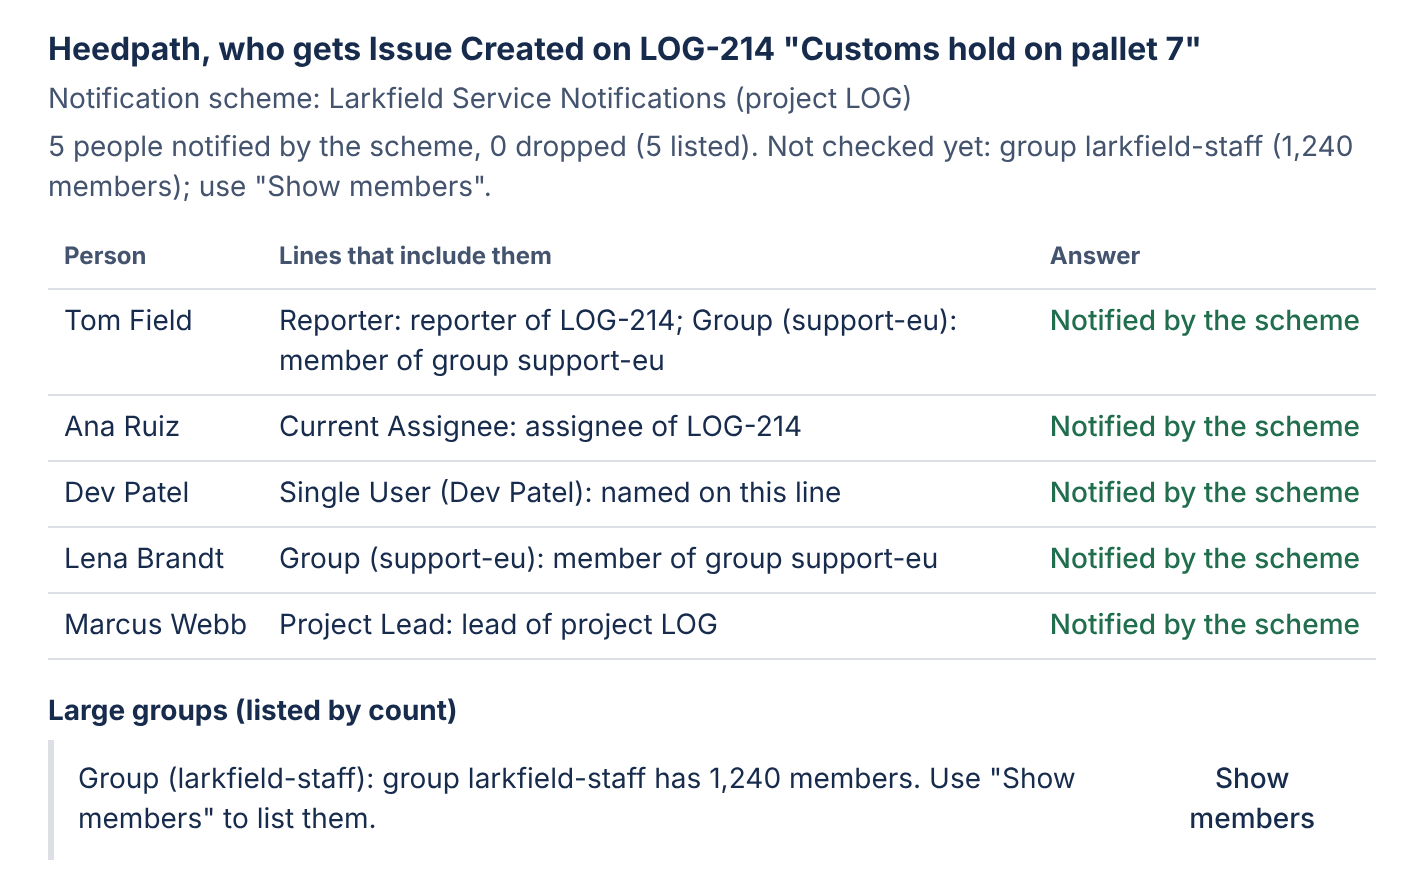 Heedpath, who gets Issue Created on LOG-214 "Customs hold on pallet 7"
Notification scheme: Larkfield Service Notifications (project LOG)
5 people notified by the scheme, 0 dropped (5 listed). Not checked yet: group larkfield-staff (1,240
members); use "Show members".
Person Lines that include them Answer
Tom Field Reporter: reporter of LOG-214; Group (support-eu): Notified by the scheme
member of group support-eu
Ana Ruiz Current Assignee: assignee of LOG-214 Notified by the scheme
Dev Patel Single User (Dev Patel): named on this line Notified by the scheme
Lena Brandt Group (support-eu): member of group support-eu Notified by the scheme
Marcus Webb Project Lead: lead of project LOG Notified by the scheme
Large groups (listed by count)
Group (larkfield-staff): group larkfield-staff has 1,240 members. Use "Show
members" to list them.
Show
members